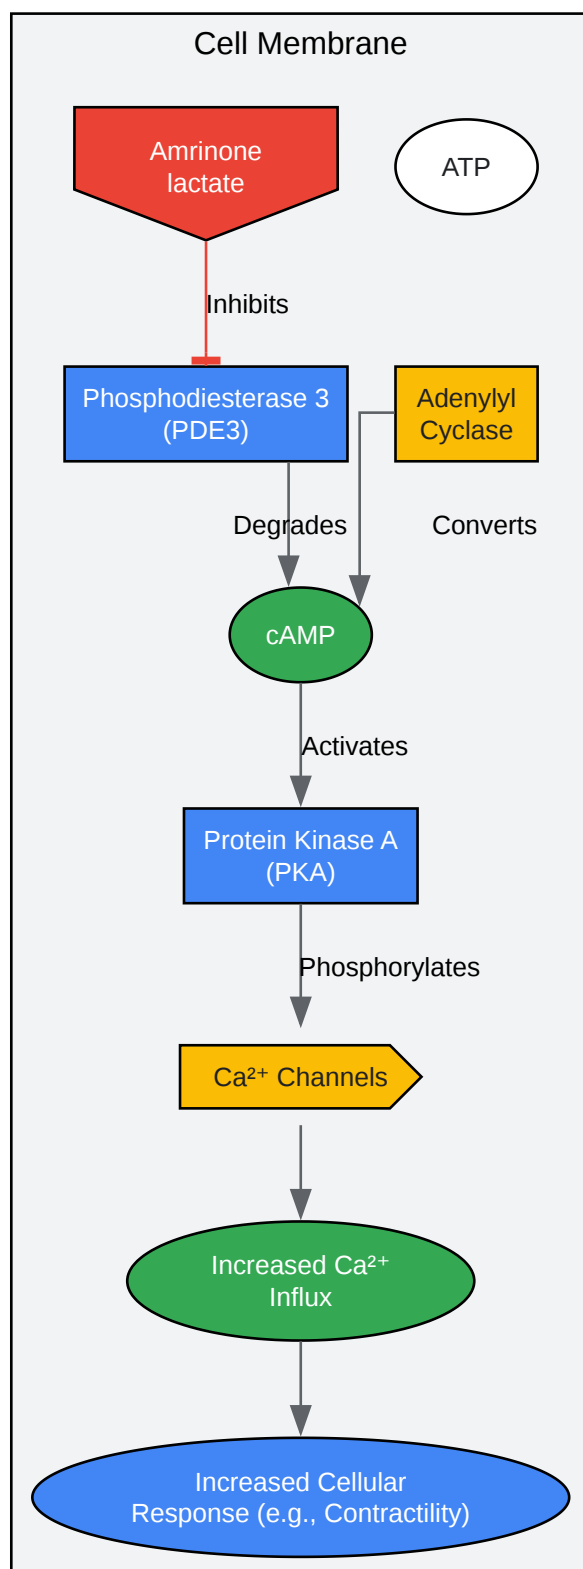 Cell Membrane
Amrinone
lactate
ATP
Inhibits
Phosphodiesterase 3
(PDE3)
Adenylyl
Cyclase
Degrades
Converts
cAMP
Activates
Protein Kinase A
(PKA)
Phosphorylates
Ca²⁺ Channels
Increased Ca²⁺
Influx
Increased Cellular
Response (e.g., Contractility)